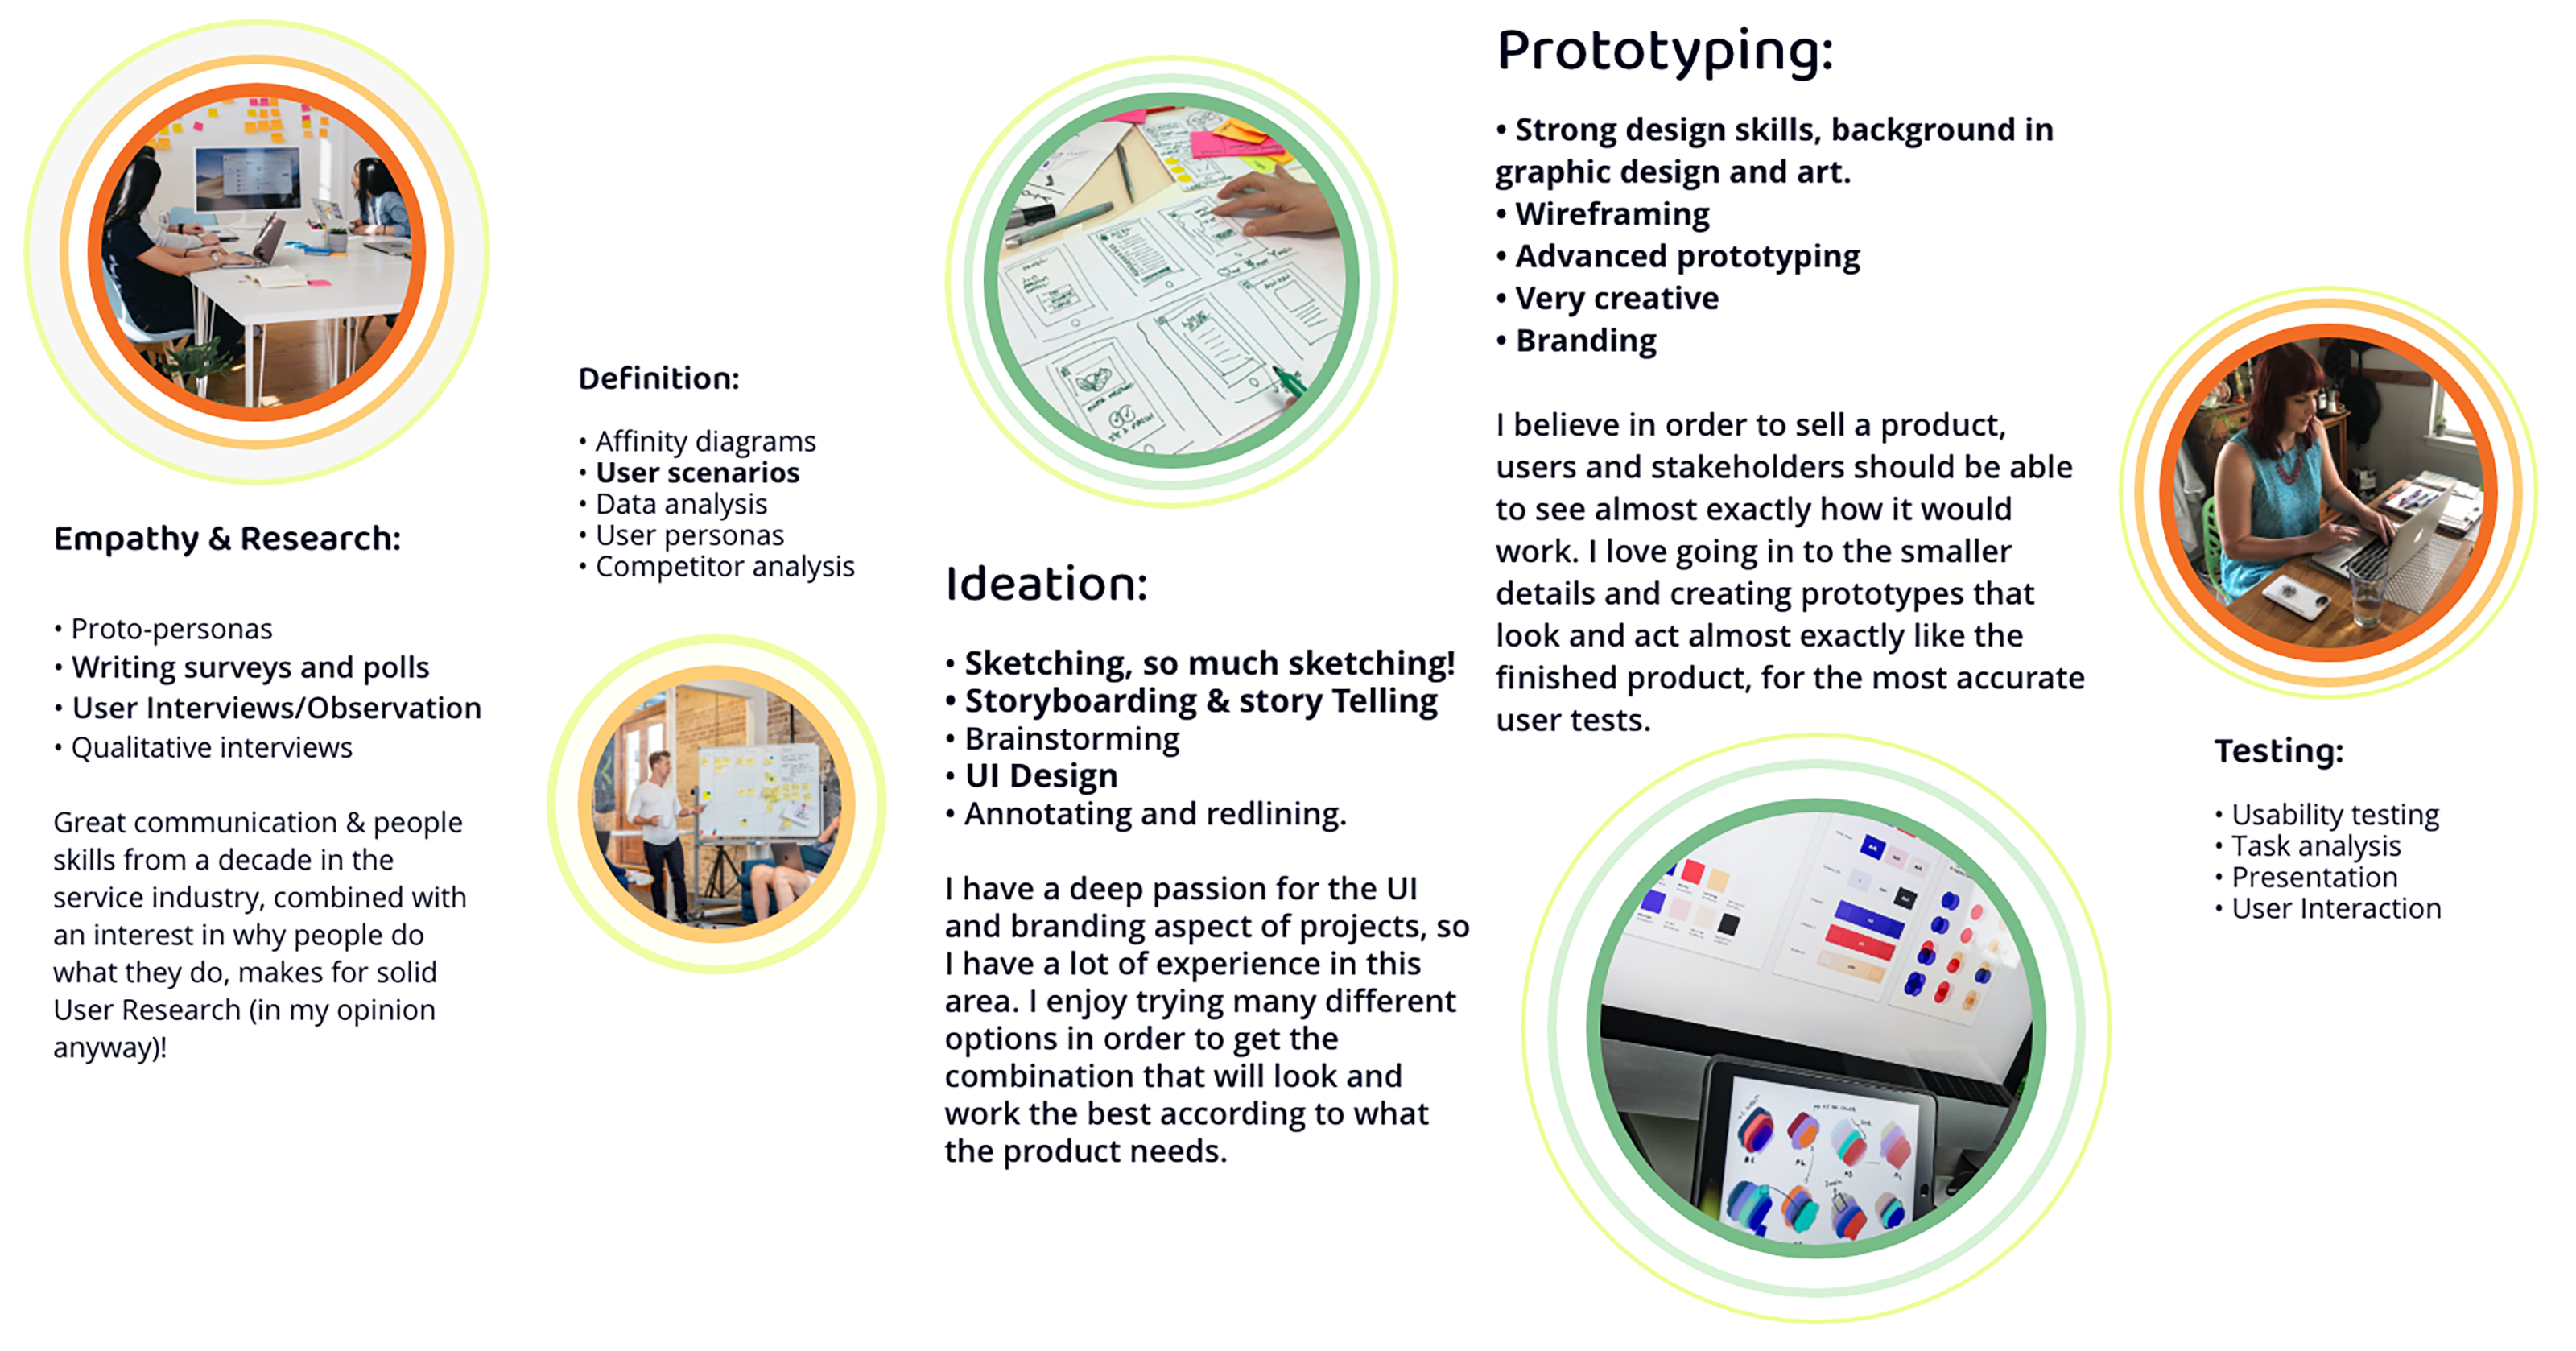 Empathy & Research:
• Proto-personas
• Writing surveys and polls
• User Interviews/Observation
• Qualitative interviews
Great communication & people
skills from a decade in the
service industry, combined with
an interest in why people do
what they do, makes for solid
User Research (in my opinion
anyway)!
Definition:
• Affinity diagrams
• User scenarios
• Data analysis
• User personas
• Competitor analysis
Ideation:
• Sketching, so much sketching!
• Storyboarding & story Telling
• Brainstorming
• UI Design
• Annotating and redlining.
I have a deep passion for the UI
and branding aspect of projects, so
I have a lot of experience in this
area. I enjoy trying many different
options in order to get the
combination that will look and
work the best according to what
the product needs.
Prototyping:
• Strong design skills, background in
graphic design and art.
• Wireframing
• Advanced prototyping
• Very creative
• Branding
I believe in order to sell a product,
users and stakeholders should be able
to see almost exactly how it would
work. I love going in to the smaller
details and creating prototypes that
look and act almost exactly like the
finished product, for the most accurate
user tests.
Testing:
• Usability testing
• Task analysis
• Presentation
• User Interaction